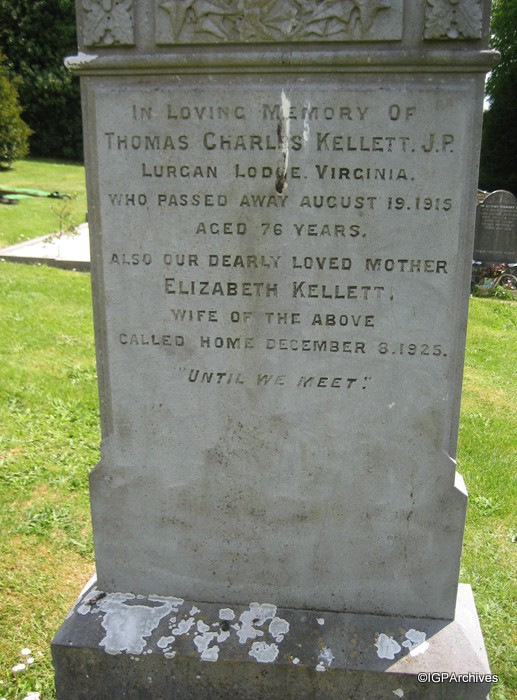 IN LOVING MEMORY OF
THOMAS CHARLES KELLETT. J.P.
LURGAN LODGE. VIRGINIA.
WHO PASSED AWAY AUGUST 19. 1915
AGED 76 YEARS.
ALSO OUR DEARLY LOVED MOTHER
ELIZABETH KELLETT,
WIFE OF THE ABOVE
CALLED HOME DECEMBER 8. 1925.
"UNTIL WE MEET".
©IGPArchives